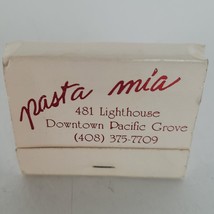 pasta mia
481 Lighthouse
Downtown Pacific Grove
(408) 375-7709